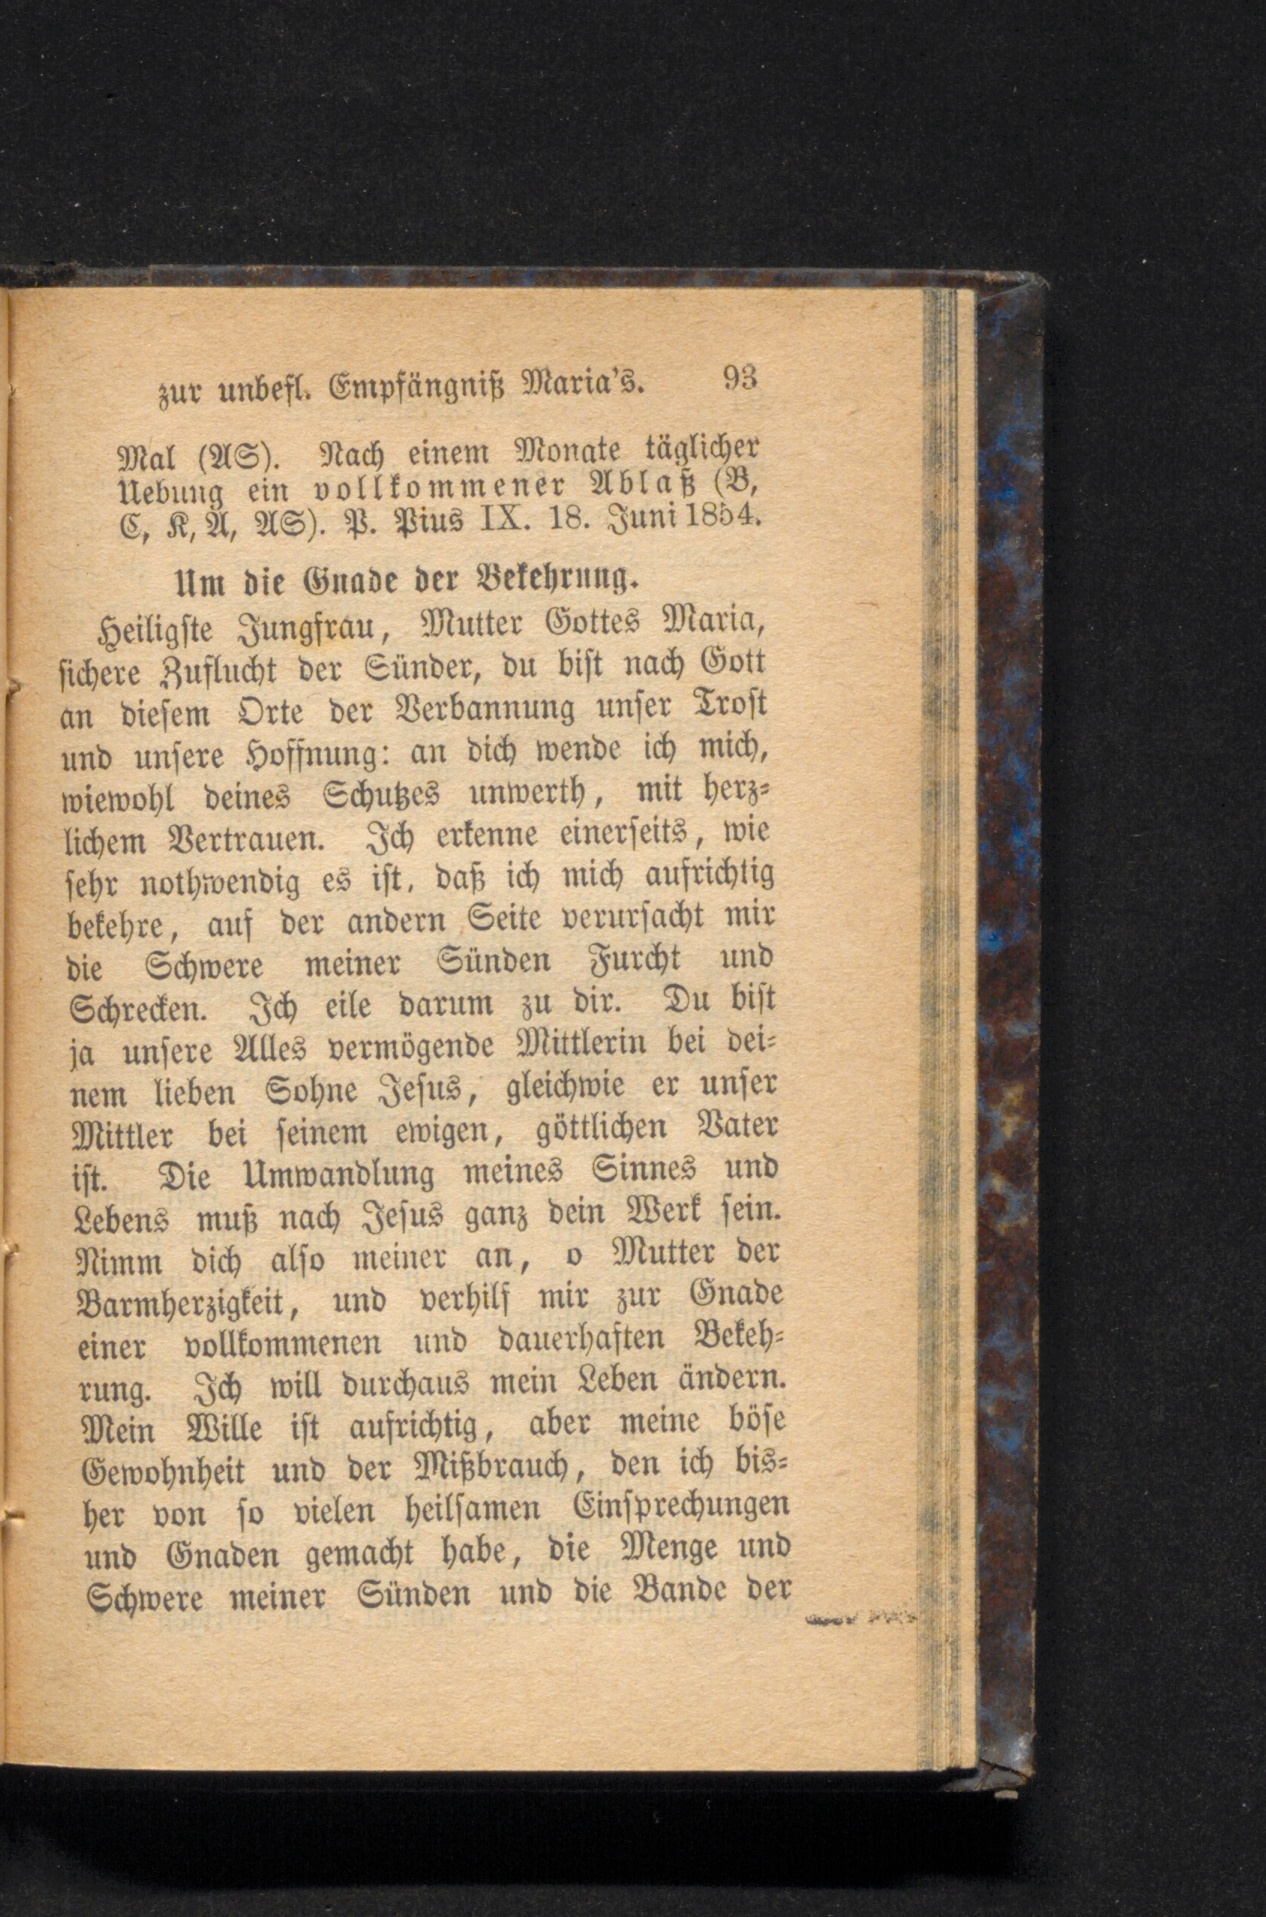 zur unbefl. Empfängniß Maria's. 93
Mal (AS). Nach einem Monate täglicher
Uebung ein vollkommener Ablaß (B,
C, K, A, AS). P. Pius IX. 18. Juni 1854.
Um die Gnade der Bekehrung.
Heiligste Jungfrau, Mutter Gottes Maria,
sichere Zuflucht der Sünder, du bist nach Gott
an diesem Orte der Verbannung unser Trost
und unsere Hoffnung: an dich wende ich mich,
wiewohl deines Schutzes unwerth, mit herz-
lichem Vertrauen. Ich erkenne einerseits, wie
sehr nothwendig es ist, daß ich mich aufrichtig
bekehre, auf der andern Seite verursacht mir
die Schwere meiner Sünden Furcht und
Schrecken. Ich eile darum zu dir. Du bist
ja unsere Alles vermögende Mittlerin bei dei-
nem lieben Sohne Jesus, gleichwie er unser
Mittler bei seinem ewigen, göttlichen Vater
ist. Die Umwandlung meines Sinnes und
Lebens muß nach Jesus ganz dein Werk sein.
Nimm dich also meiner an, o Mutter der
Barmherzigkeit, und verhilf mir zur Gnade
einer vollkommenen und dauerhaften Bekeh-
rung. Ich will durchaus mein Leben ändern.
Mein Wille ist aufrichtig, aber meine böse
Gewohnheit und der Mißbrauch, den ich bis-
her von so vielen heilsamen Einsprechungen
und Gnaden gemacht habe, die Menge und
Schwere meiner Sünden und die Bande der